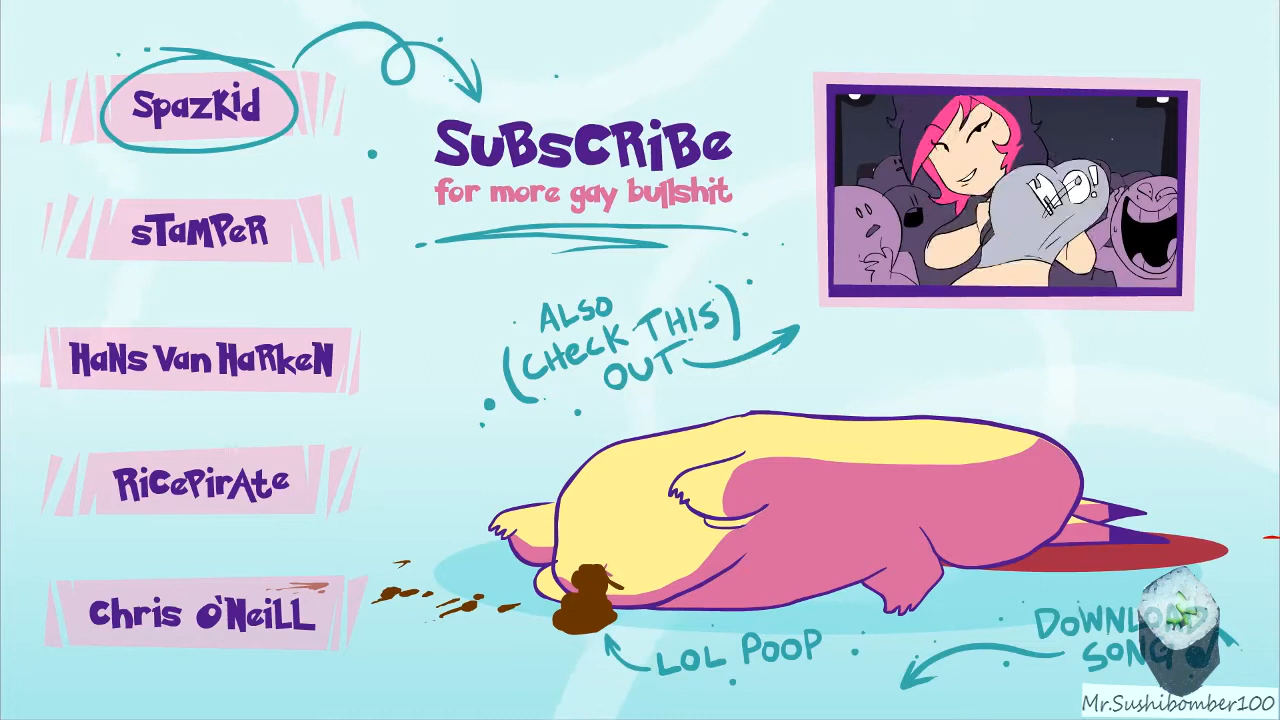 SpazKid
SUBSCRiBe
for more gay bullshit
sTaMPeR
HaNS Van HaRKeN
RiCePirAte
Chris O'NeiLL
HO!
ALSO
(CHECK THIS)
OUT
LOL POOP
DOWNLOAD
SONG
Mr.Sushibomber100